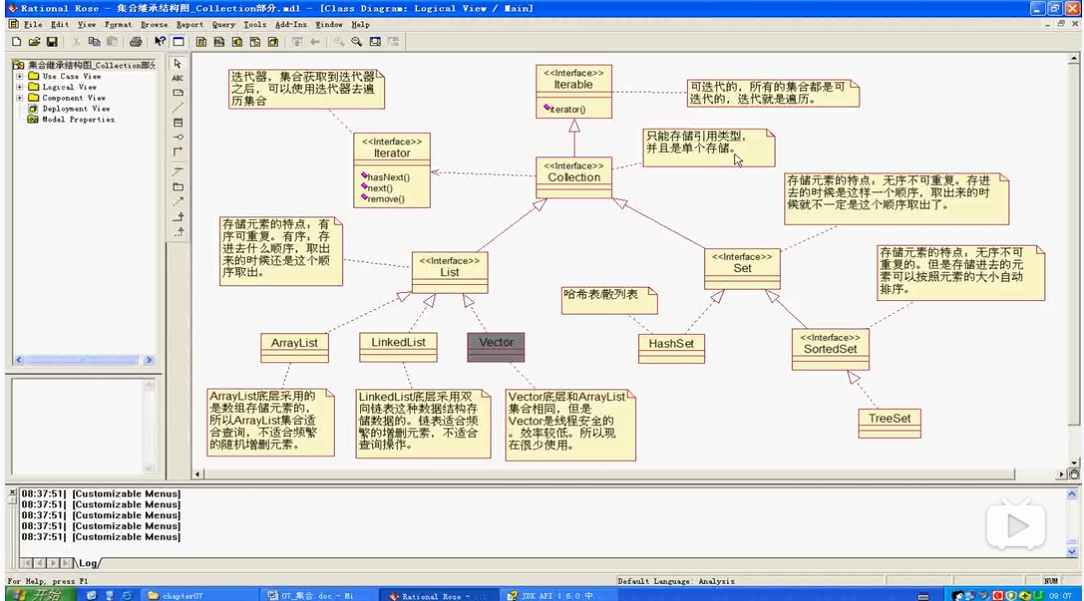 Rational Rose - 集合继承结构图_Collection部分.mdl - [Class Diagram: Logical View / Main]
File Edit View Format Browse Report Query Tools Add-Ins Window Help
集合继承结构图_Collection部分
Use Case View
Logical View
Component View
Deployment View
Model Properties
ABC
迭代器，集合获取到迭代器
之后，可以使用迭代器去遍
历集合
<<Interface>>
Iterable
iterator()
可迭代的，所有的集合都是可
迭代的，迭代就是遍历。
<<Interface>>
Iterator
hasNext()
next()
remove()
<<Interface>>
Collection
只能存储引用类型，
并且是单个存储。
存储元素的特点：无序不可重复。存进
去的时候是这样一个顺序，取出来的时
候就不一定是这个顺序取出了。
存储元素的特点：有
序可重复。有序：存
进去什么顺序，取出
来的时候还是这个顺
序取出。
<<Interface>>
List
<<Interface>>
Set
存储元素的特点：无序不可
重复的。但是存储进去的元
素可以按照元素的大小自动
排序。
哈希表/散列表
ArrayList
LinkedList
Vector
HashSet
<<Interface>>
SortedSet
ArrayList底层采用的
是数组存储元素的，
所以ArrayList集合适
合查询，不适合频繁
的随机增删元素。
LinkedList底层采用双
向链表这种数据结构存
储数据的。链表适合频
繁的增删元素，不适合
查询操作。
Vector底层和ArrayList
集合相同，但是
Vector是线程安全的
。效率较低。所以现
在很少使用。
TreeSet
08:37:51| [Customizable Menus]
08:37:51| [Customizable Menus]
08:37:51| [Customizable Menus]
08:37:51| [Customizable Menus]
08:37:51| [Customizable Menus]
Log
For Help, press F1
Default Language: Analysis
NUM
开始
chapter07
07_集合.doc - Mi
Rational Rose - ...
JDK API 1.6.0 中...
09:07